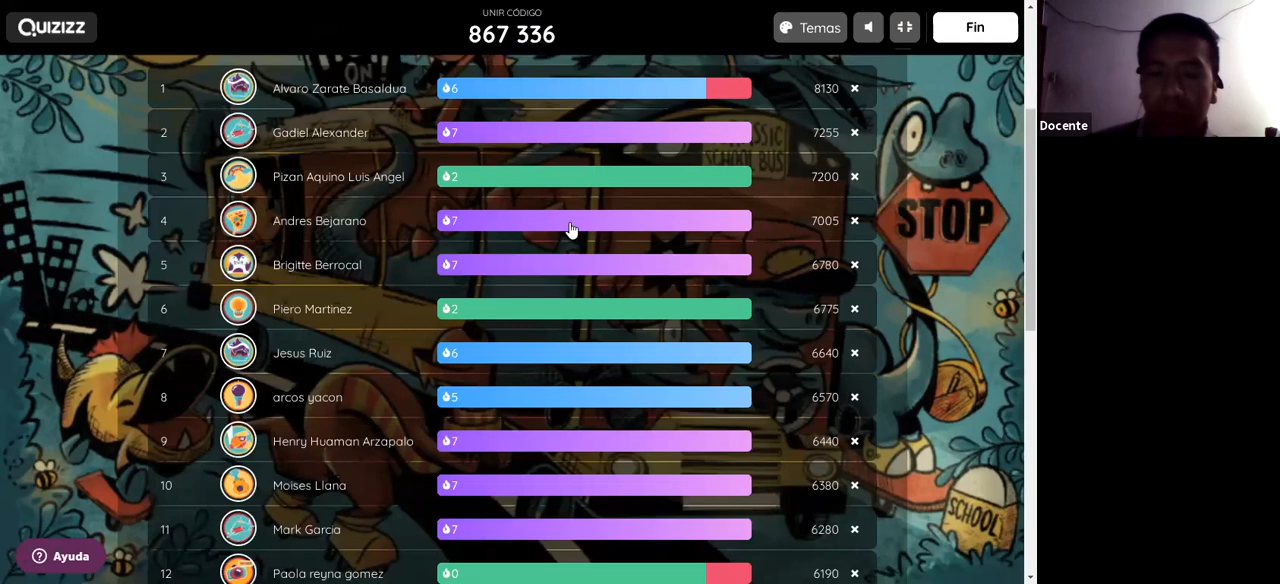 QUIZIZZ
UNIR CÓDIGO
867 336
Temas
Fin
ON!
CLASSIC
SCHOOL BUS
1 Alvaro Zarate Basaldua 6 8130
2 Gadiel Alexander 7 7255
3 Pizan Aquino Luis Angel 2 7200
4 Andres Bejarano 7 7005
5 Brigitte Berrocal 7 6780
6 Piero Martinez 2 6775
7 Jesus Ruiz 6 6640
8 arcos yacon 5 6570
9 Henry Huaman Arzapalo 7 6440
10 Moises Llana 7 6380
11 Mark Garcia 7 6280
12 Paola reyna gomez 0 6190
STOP
SCHOOL
Ayuda
Docente